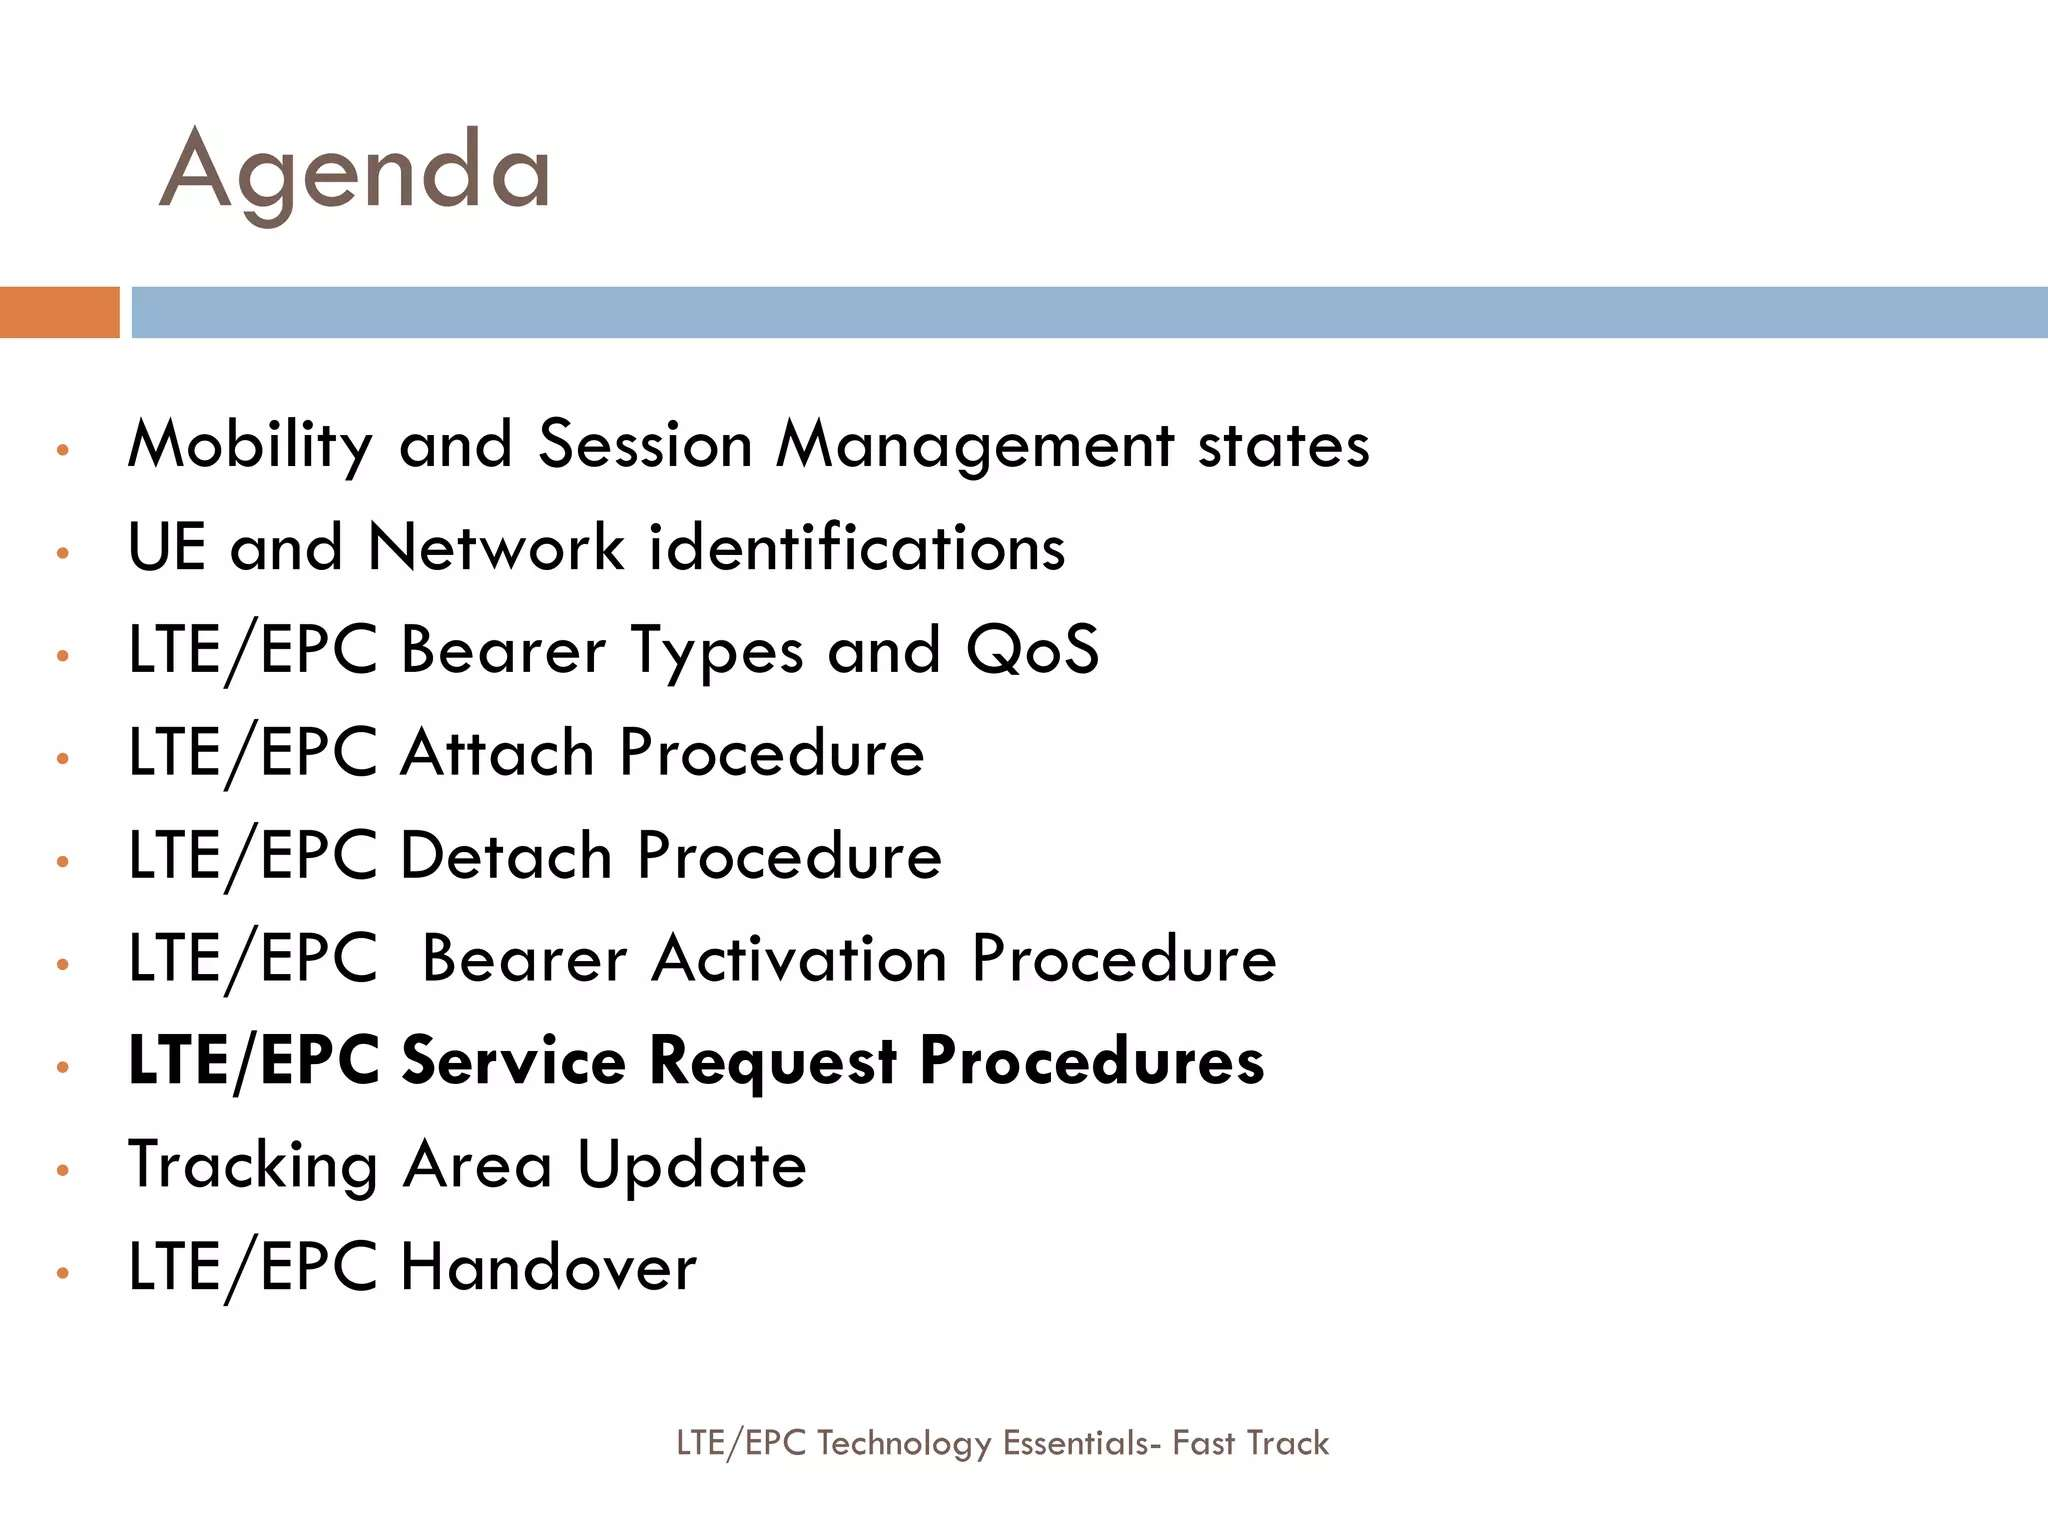 Agenda
• Mobility and Session Management states
• UE and Network identifications
• LTE/EPC Bearer Types and QoS
• LTE/EPC Attach Procedure
• LTE/EPC Detach Procedure
• LTE/EPC  Bearer Activation Procedure
• LTE/EPC Service Request Procedures
• Tracking Area Update
• LTE/EPC Handover
LTE/EPC Technology Essentials- Fast Track